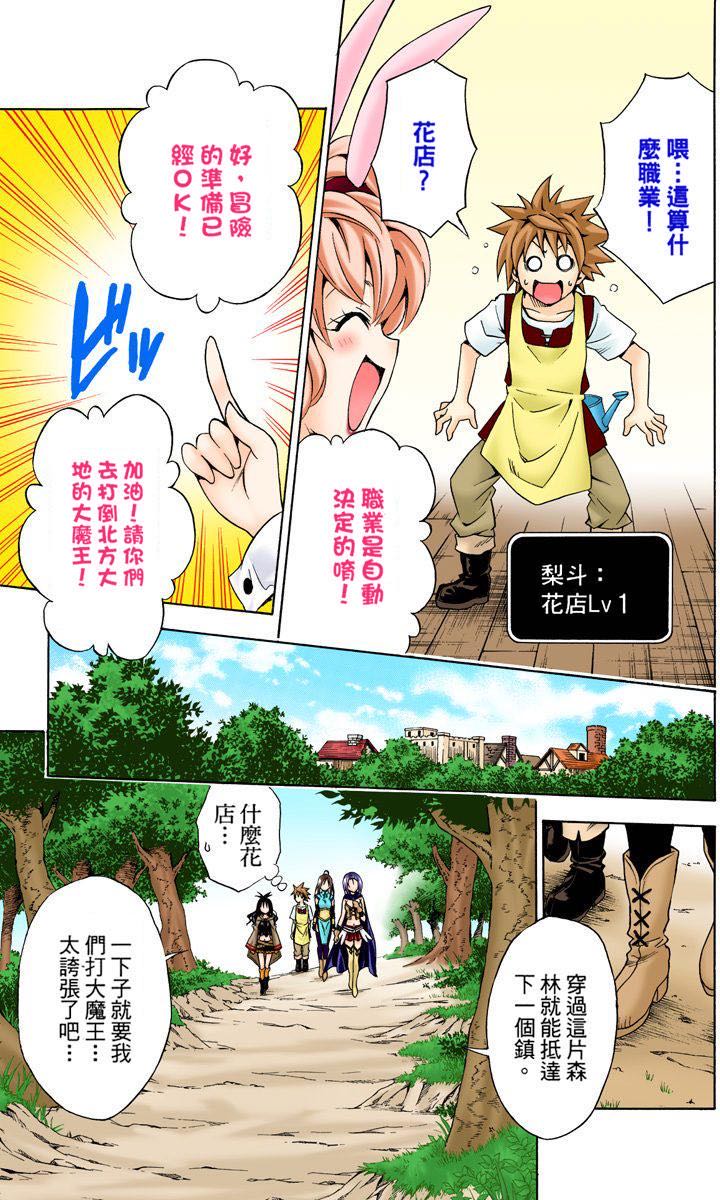 喂…這算什
麼職業！
花店？
梨斗：
花店Lv１
職業是自動
決定的唷！
好，冒險
的準備已
經OK！
ビッ
加油！請你們
去打倒北方大
地的大魔王！
穿過這片森
林就能抵達
下一個鎮。
什麼花
店…
一下子就要我
們打大魔王…
太誇張了吧…